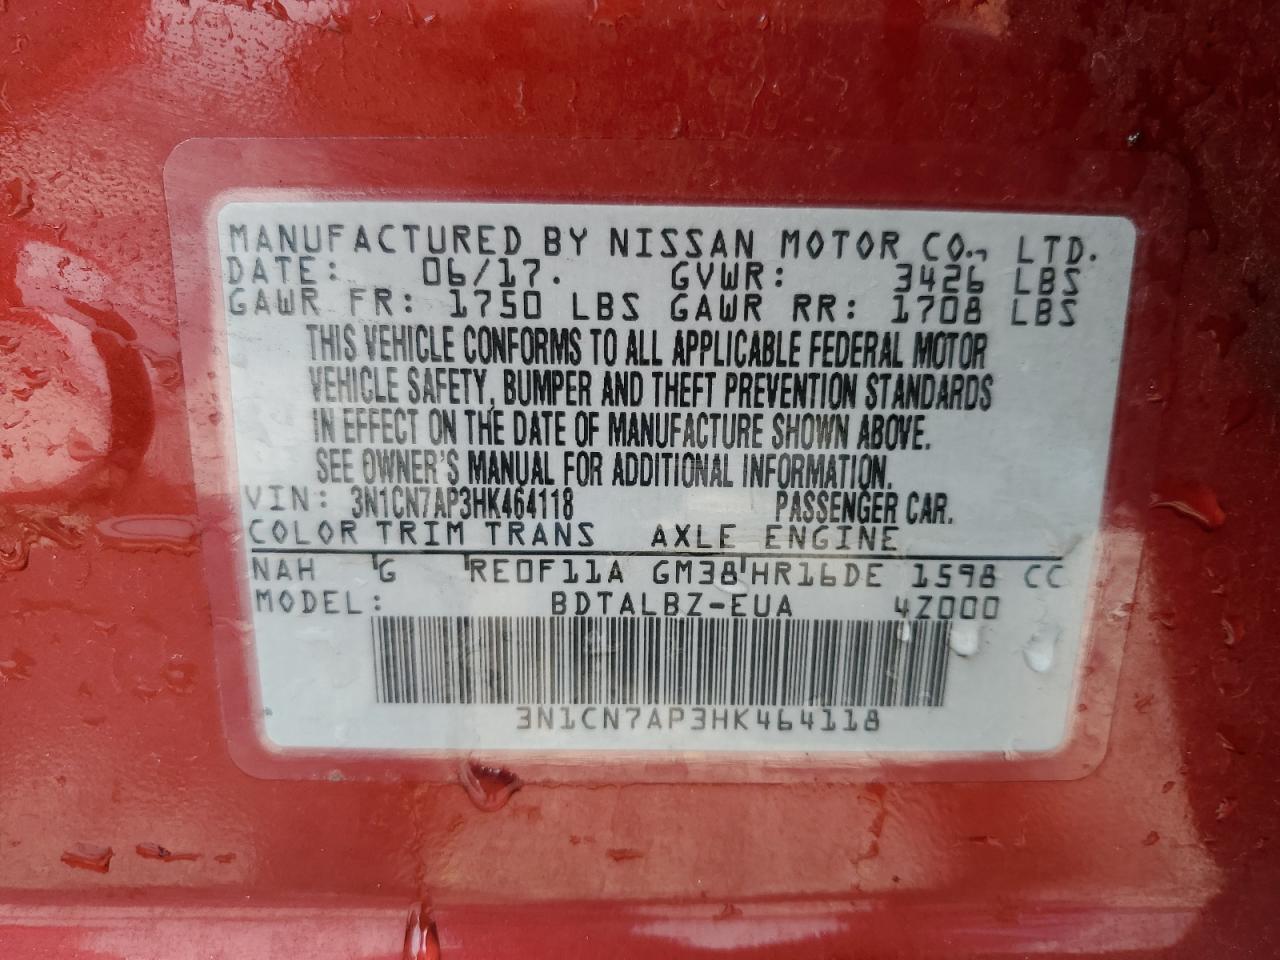 MANUFACTURED BY NISSAN MOTOR CO., LTD.
DATE: 06/17. GVWR: 3426 LBS
GAWR FR: 1750 LBS GAWR RR: 1708 LBS
THIS VEHICLE CONFORMS TO ALL APPLICABLE FEDERAL MOTOR
VEHICLE SAFETY, BUMPER AND THEFT PREVENTION STANDARDS
IN EFFECT ON THE DATE OF MANUFACTURE SHOWN ABOVE.
SEE OWNER'S MANUAL FOR ADDITIONAL INFORMATION.
VIN: 3N1CN7AP3HK464118 PASSENGER CAR.
COLOR TRIM TRANS AXLE ENGINE
NAH G RE0F11A GM38 HR16DE 1598 CC
MODEL: BDTALBZ-EUA 4Z000
3N1CN7AP3HK464118